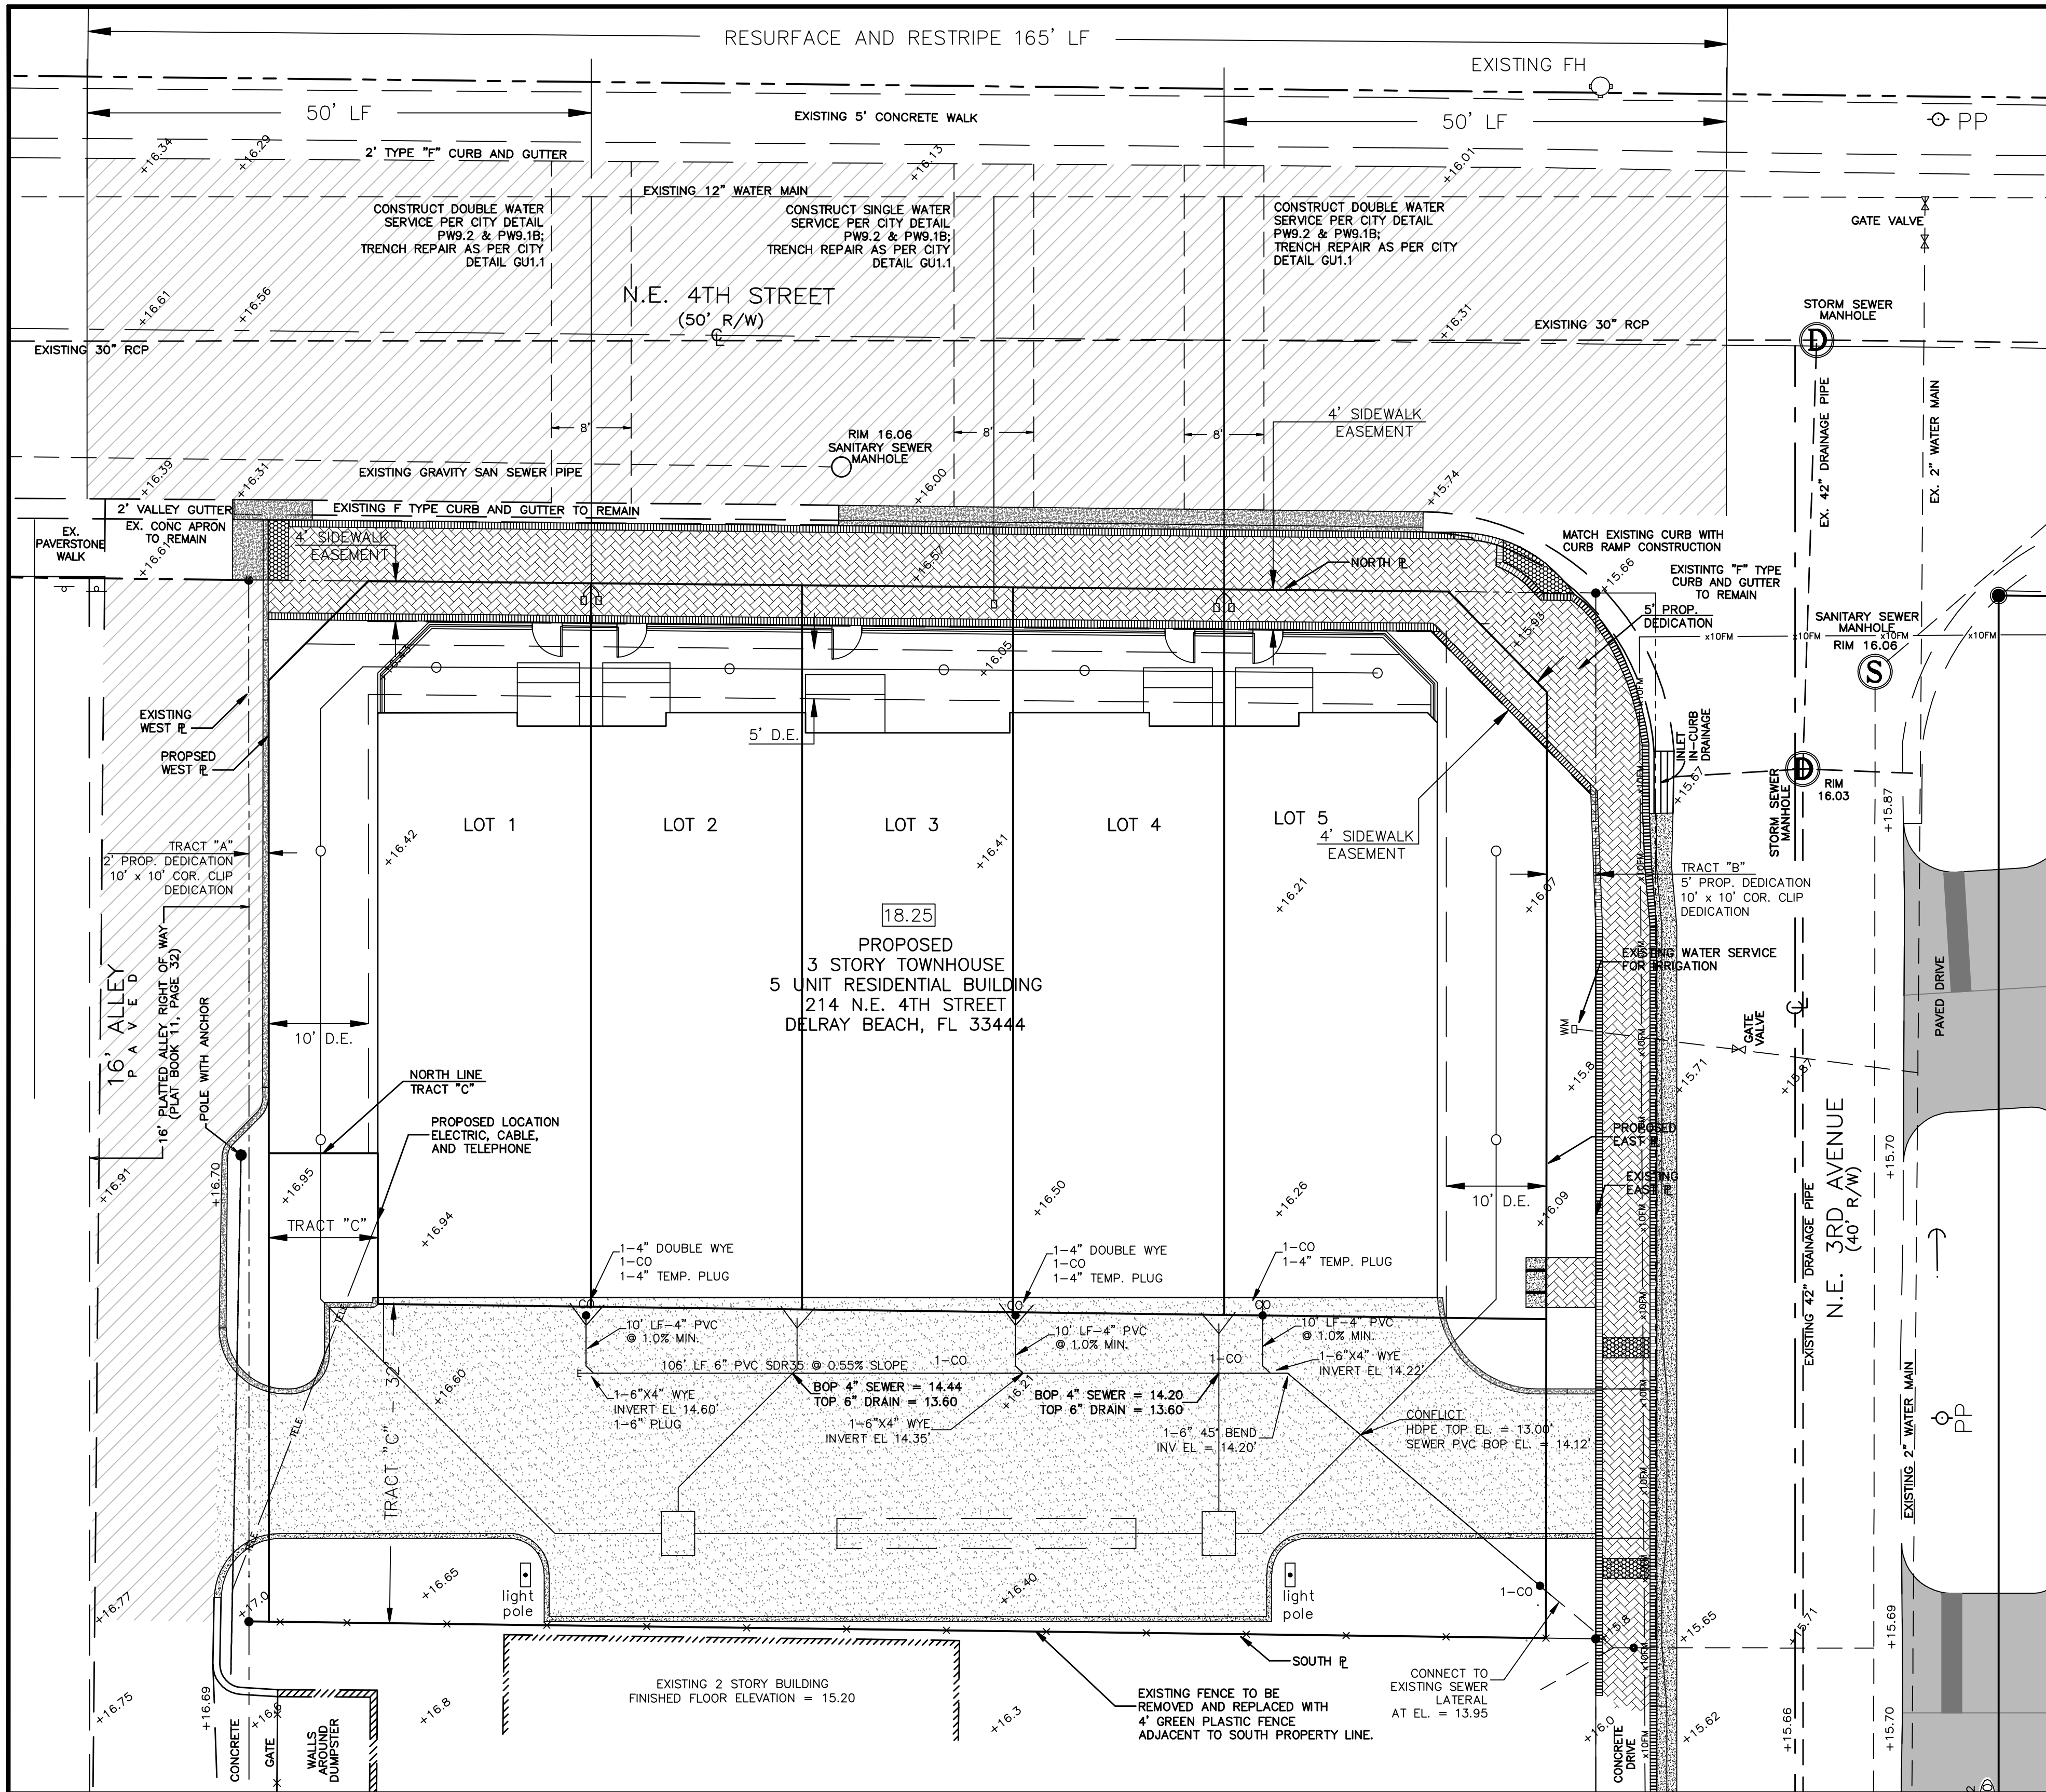 RESURFACE AND RESTRIPE 165' LF
EXISTING FH
50' LF
EXISTING 5' CONCRETE WALK
50' LF
PP
+16.34
+16.29
2' TYPE "F" CURB AND GUTTER
+16.13
+16.01
EXISTING 12" WATER MAIN
CONSTRUCT DOUBLE WATER
SERVICE PER CITY DETAIL
PW9.2 & PW9.1B;
TRENCH REPAIR AS PER CITY
DETAIL GU1.1
CONSTRUCT SINGLE WATER
SERVICE PER CITY DETAIL
PW9.2 & PW9.1B;
TRENCH REPAIR AS PER CITY
DETAIL GU1.1
CONSTRUCT DOUBLE WATER
SERVICE PER CITY DETAIL
PW9.2 & PW9.1B;
TRENCH REPAIR AS PER CITY
DETAIL GU1.1
GATE VALVE
N.E. 4TH STREET
(50' R/W)
+16.61
+16.56
+16.31
STORM SEWER
MANHOLE
EXISTING 30" RCP
EXISTING 30" RCP
D
EX. 42" DRAINAGE PIPE
EX. 2" WATER MAIN
8'
8'
8'
4' SIDEWALK
EASEMENT
RIM 16.06
SANITARY SEWER
MANHOLE
EXISTING GRAVITY SAN SEWER PIPE
+16.39
+16.31
+16.00
+15.74
2' VALLEY GUTTER
EXISTING F TYPE CURB AND GUTTER TO REMAIN
EX. CONC APRON
TO REMAIN
EX.
PAVERSTONE
WALK
+16.61
4' SIDEWALK
EASEMENT
+16.57
NORTH PL
MATCH EXISTING CURB WITH
CURB RAMP CONSTRUCTION
+15.66
EXISTINTG "F" TYPE
CURB AND GUTTER
TO REMAIN
5' PROP.
DEDICATION
SANITARY SEWER
MANHOLE
RIM 16.06
x10FM
x10FM
x10FM
x10FM
S
+15.93
+16.43
+16.05
EXISTING
WEST PL
PROPSED
WEST PL
5' D.E.
INLET
IN-CURB
DRAINAGE
+15.67
D
RIM
16.03
STORM SEWER
MANHOLE
+15.87
LOT 1
LOT 2
LOT 3
LOT 4
LOT 5
4' SIDEWALK
EASEMENT
+16.42
+16.41
+16.21
+16.07
TRACT "A"
2' PROP. DEDICATION
10' x 10' COR. CLIP
DEDICATION
TRACT "B"
5' PROP. DEDICATION
10' x 10' COR. CLIP
DEDICATION
18.25
PROPOSED
3 STORY TOWNHOUSE
5 UNIT RESIDENTIAL BUILDING
214 N.E. 4TH STREET
DELRAY BEACH, FL 33444
16' ALLEY
PAVED
16' PLATTED ALLEY RIGHT OF WAY
(PLAT BOOK 11, PAGE 32)
POLE WITH ANCHOR
EXISTING WATER SERVICE
FOR IRRIGATION
PAVED DRIVE
WM
GATE
VALVE
10' D.E.
NORTH LINE
TRACT "C"
PROPOSED LOCATION
ELECTRIC, CABLE,
AND TELEPHONE
+15.8
+15.71
+15.87
PROPOSED
EAST PL
EXISTING
EAST PL
10' D.E.
+16.09
+15.70
N.E. 3RD AVENUE
(40' R/W)
EXISTING 42" DRAINAGE PIPE
+16.91
+16.70
+16.95
+16.94
+16.50
+16.26
TRACT "C"
1-4" DOUBLE WYE
1-CO
1-4" TEMP. PLUG
1-4" DOUBLE WYE
1-CO
1-4" TEMP. PLUG
1-CO
1-4" TEMP. PLUG
CO
CO
CO
TELE
10' LF-4" PVC
@ 1.0% MIN.
10' LF-4" PVC
@ 1.0% MIN.
10' LF-4" PVC
@ 1.0% MIN.
106' LF 6" PVC SDR35 @ 0.55% SLOPE
1-CO
1-CO
1-6"X4" WYE
INVERT EL 14.22'
1-6"X4" WYE
INVERT EL 14.60'
1-6" PLUG
BOP 4" SEWER = 14.44
TOP 6" DRAIN = 13.60
+16.21
BOP 4" SEWER = 14.20
TOP 6" DRAIN = 13.60
1-6"X4" WYE
INVERT EL 14.35'
1-6" 45° BEND
INV EL = 14.20'
CONFLICT
HDPE TOP EL. = 13.00'
SEWER PVC BOP EL. = 14.12'
+16.60
TRACT "C" - 32'
TELE
TELE
PP
EXISTING 2" WATER MAIN
+16.77
+17.0
+16.65
light
pole
+16.40
light
pole
1-CO
+15.8
+15.65
+15.71
+15.69
SOUTH PL
EXISTING 2 STORY BUILDING
FINISHED FLOOR ELEVATION = 15.20
EXISTING FENCE TO BE
REMOVED AND REPLACED WITH
4' GREEN PLASTIC FENCE
ADJACENT TO SOUTH PROPERTY LINE.
CONNECT TO
EXISTING SEWER
LATERAL
AT EL. = 13.95
+16.75
+16.69
+16.8
+16.3
+16.0
+15.62
+15.66
+15.70
CONCRETE
GATE
WALLS
AROUND
DUMPSTER
CONCRETE
DRIVE
x10FM